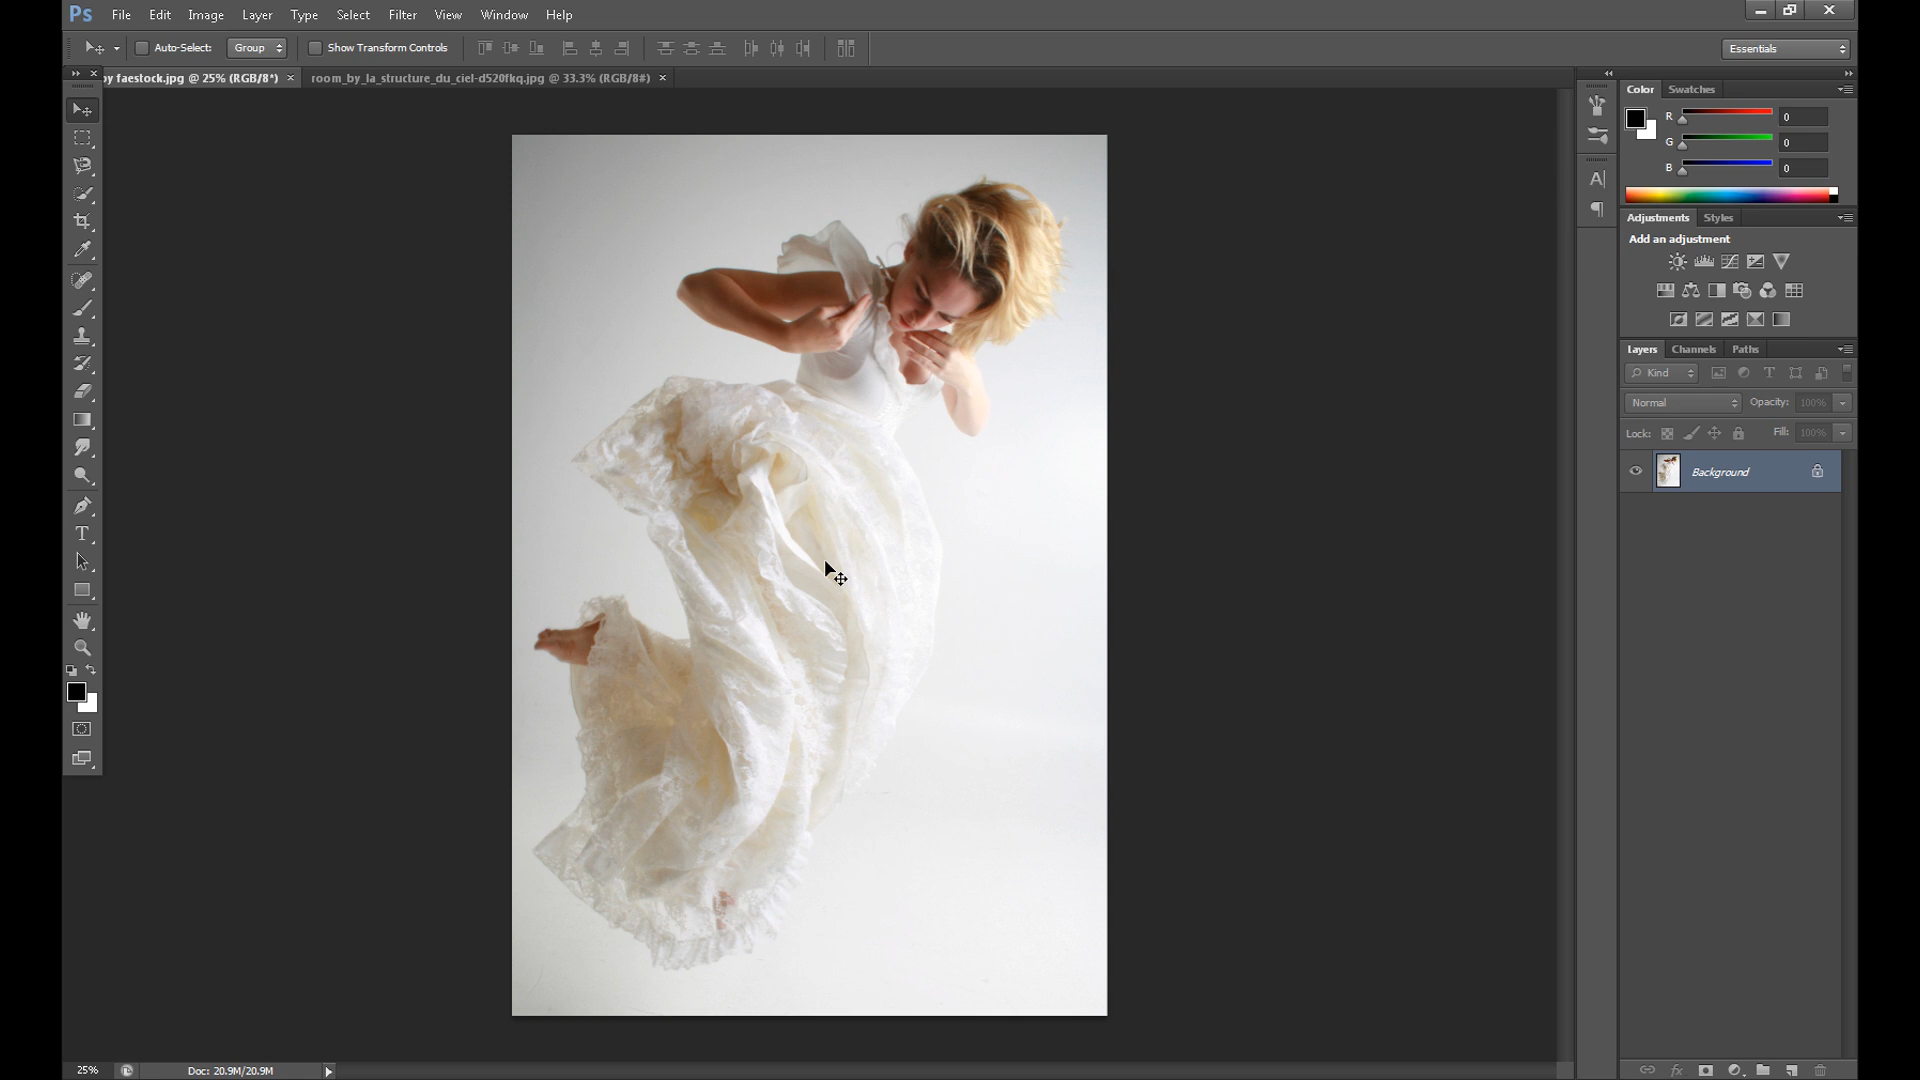 Ps File Edit Image Layer Type Select Filter View Window Help
Auto-Select: Group Show Transform Controls Essentials
by faestock.jpg @ 25% (RGB/8*) × room_by_la_structure_du_ciel-d520fkq.jpg @ 33.3% (RGB/8#) ×
Color Swatches
R 0
G 0
B 0
Adjustments Styles
Add an adjustment
Layers Channels Paths
Kind
Normal Opacity: 100%
Lock: Fill: 100%
Background
25% Doc: 20.9M/20.9M